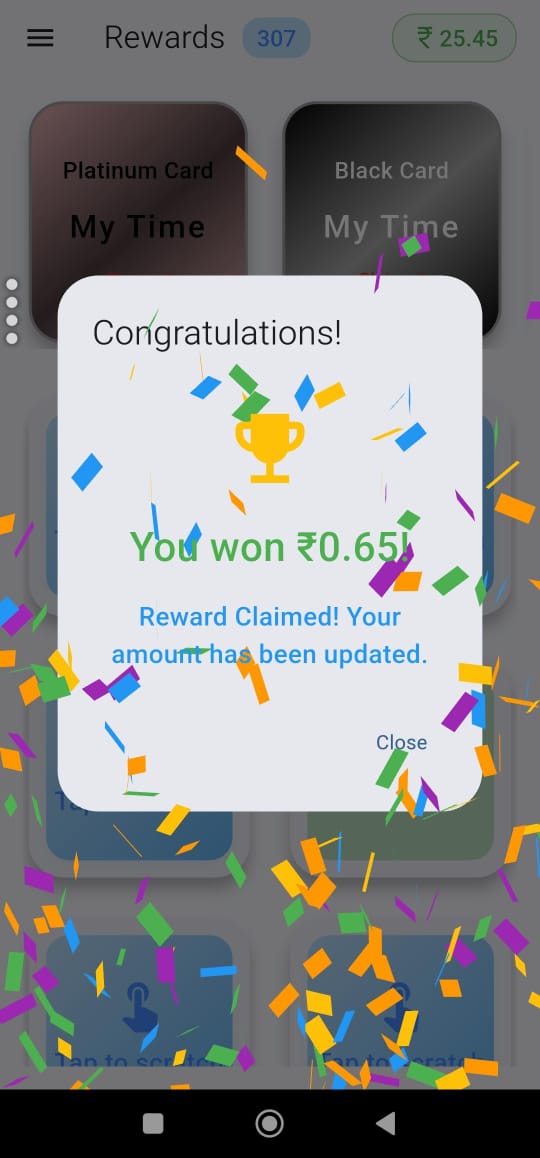 Rewards 307 ₹ 25.45
Platinum Card
My Time
Black Card
My Time
Congratulations!
You won ₹0.65!
Reward Claimed! Your
amount has been updated.
Close
Tap to scratch
Tap to scratch